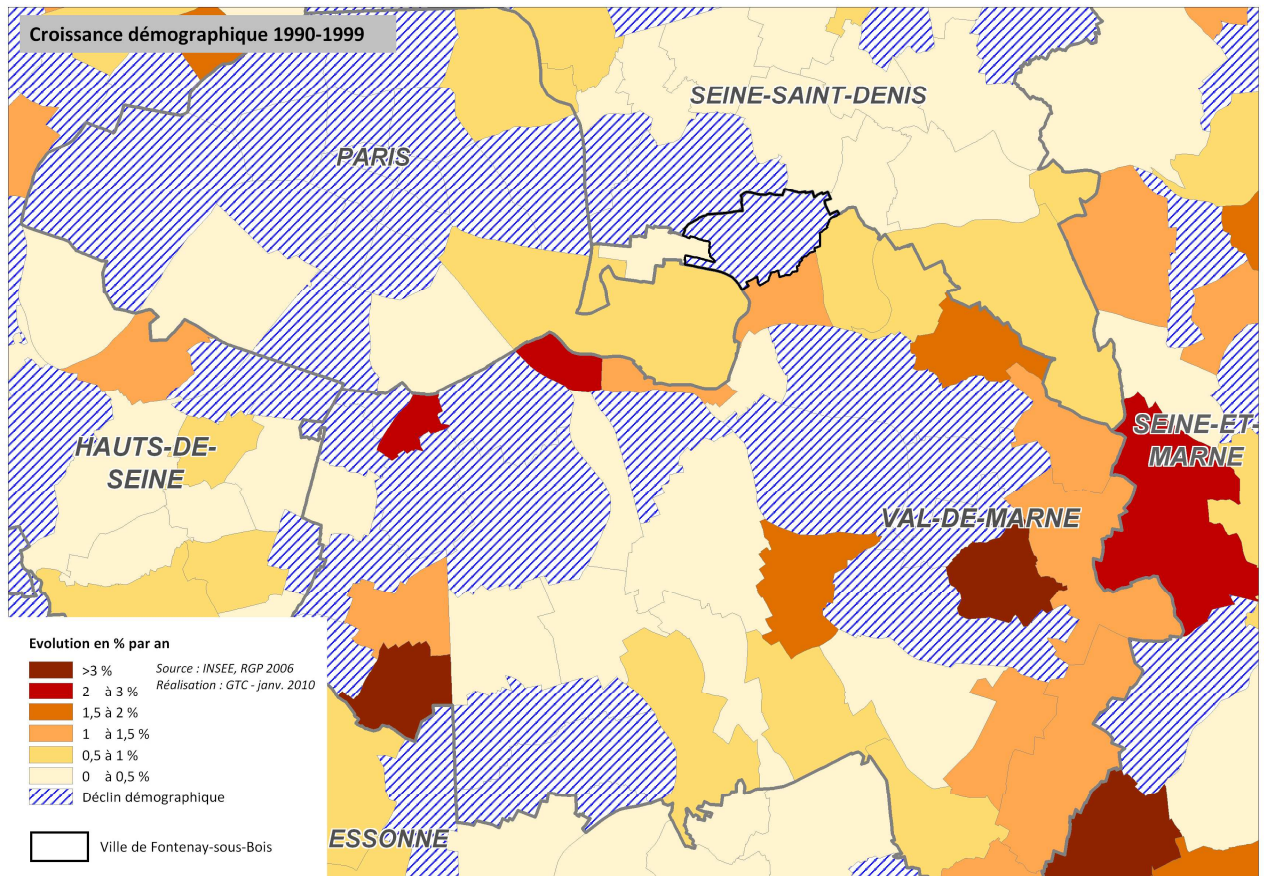 Croissance démographique 1990-1999
SEINE-SAINT-DENIS
PARIS
HAUTS-DE-
SEINE
SEINE-ET-
MARNE
VAL-DE-MARNE
ESSONNE
Evolution en % par an
>3 %
2 à 3 %
1,5 à 2 %
1 à 1,5 %
0,5 à 1 %
0 à 0,5 %
Déclin démographique
Source : INSEE, RGP 2006
Réalisation : GTC - janv. 2010
Ville de Fontenay-sous-Bois